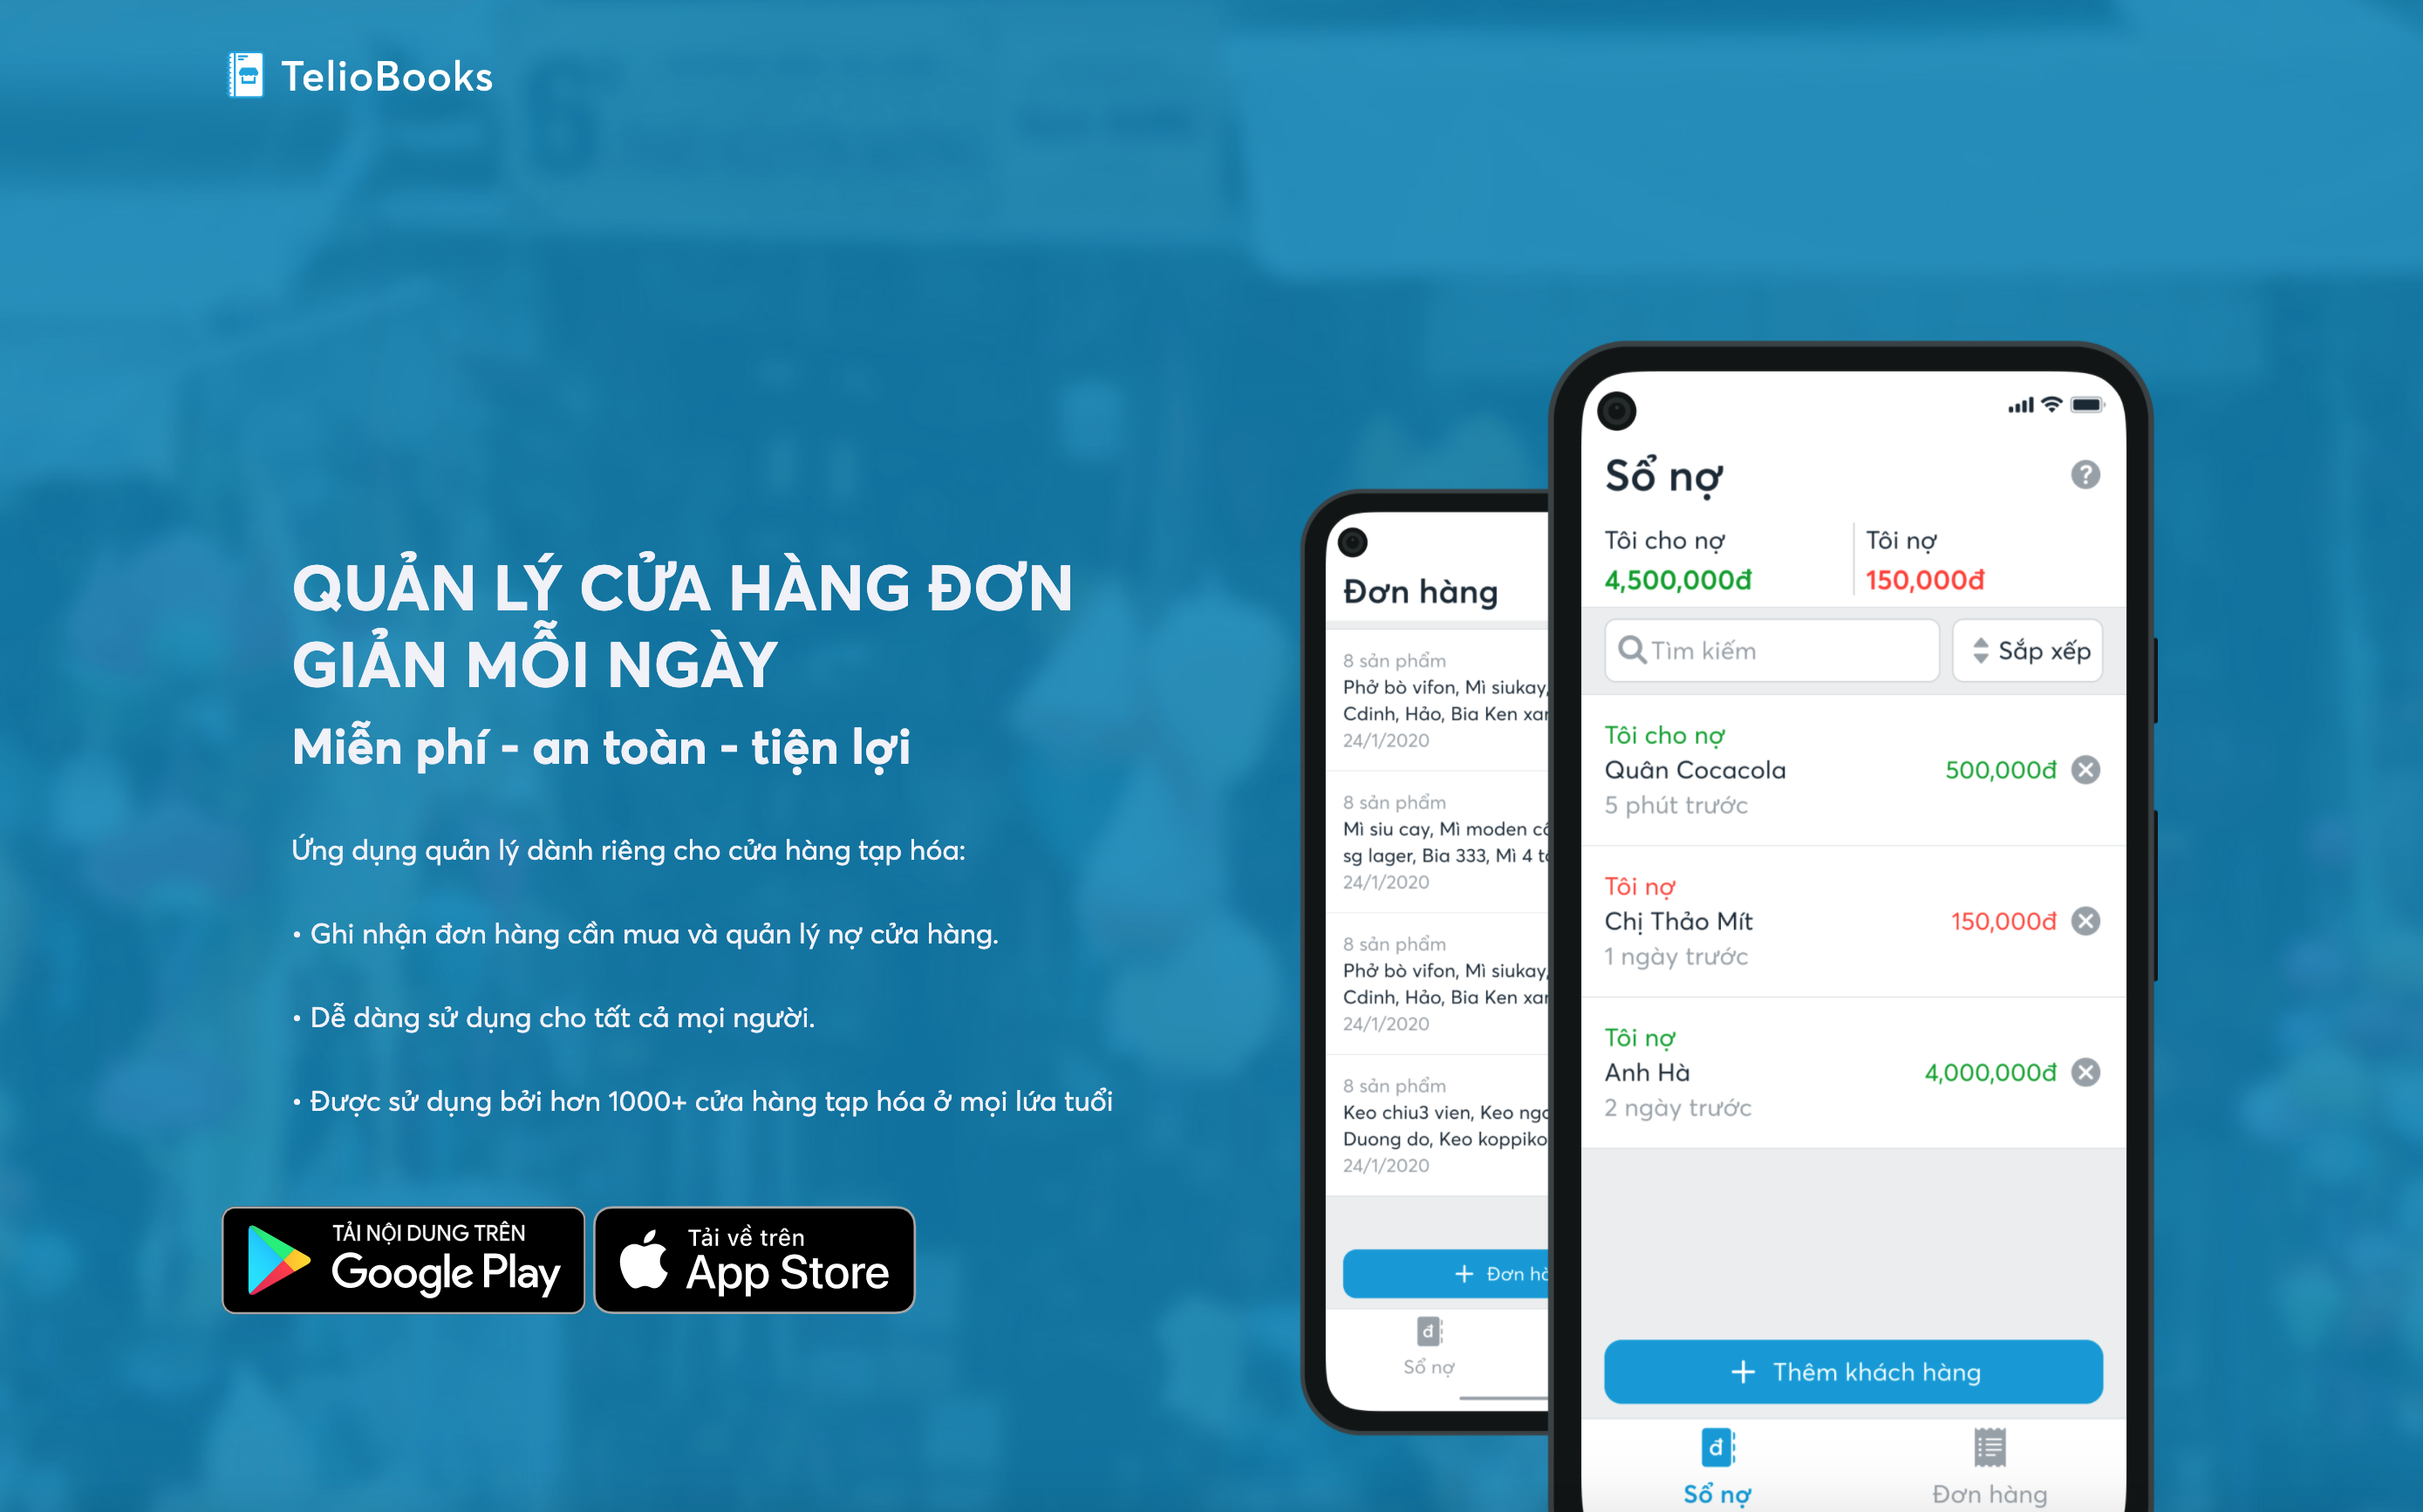 TelioBooks
QUẢN LÝ CỬA HÀNG ĐƠN
GIẢN MỖI NGÀY
Miễn phí - an toàn - tiện lợi
Ứng dụng quản lý dành riêng cho cửa hàng tạp hóa:
• Ghi nhận đơn hàng cần mua và quản lý nợ cửa hàng.
• Dễ dàng sử dụng cho tất cả mọi người.
• Được sử dụng bởi hơn 1000+ cửa hàng tạp hóa ở mọi lứa tuổi
TẢI NỘI DUNG TRÊN
Google Play
Tải về trên
App Store
Đơn hàng
8 sản phẩm
Phở bò vifon, Mì siukay,
Cdinh, Hảo, Bia Ken
24/1/2020
8 sản phẩm
Mì siu cay, Mì moden
sg lager, Bia 333, Mì 4
24/1/2020
8 sản phẩm
Phở bò vifon, Mì siukay,
Cdinh, Hảo, Bia Ken
24/1/2020
8 sản phẩm
Keo chiu3 vien, Keo
Duong do, Keo koppiko
24/1/2020
+ Đơn
đ
Sổ nợ
Sổ nợ
?
Tôi cho nợ
4,500,000đ
Tôi nợ
150,000đ
Tìm kiếm
Sắp xếp
Tôi cho nợ
Quân Cocacola
500,000đ
5 phút trước
Tôi nợ
Chị Thảo Mít
150,000đ
1 ngày trước
Tôi nợ
Anh Hà
4,000,000đ
2 ngày trước
+ Thêm khách hàng
đ
Sổ nợ
Đơn hàng